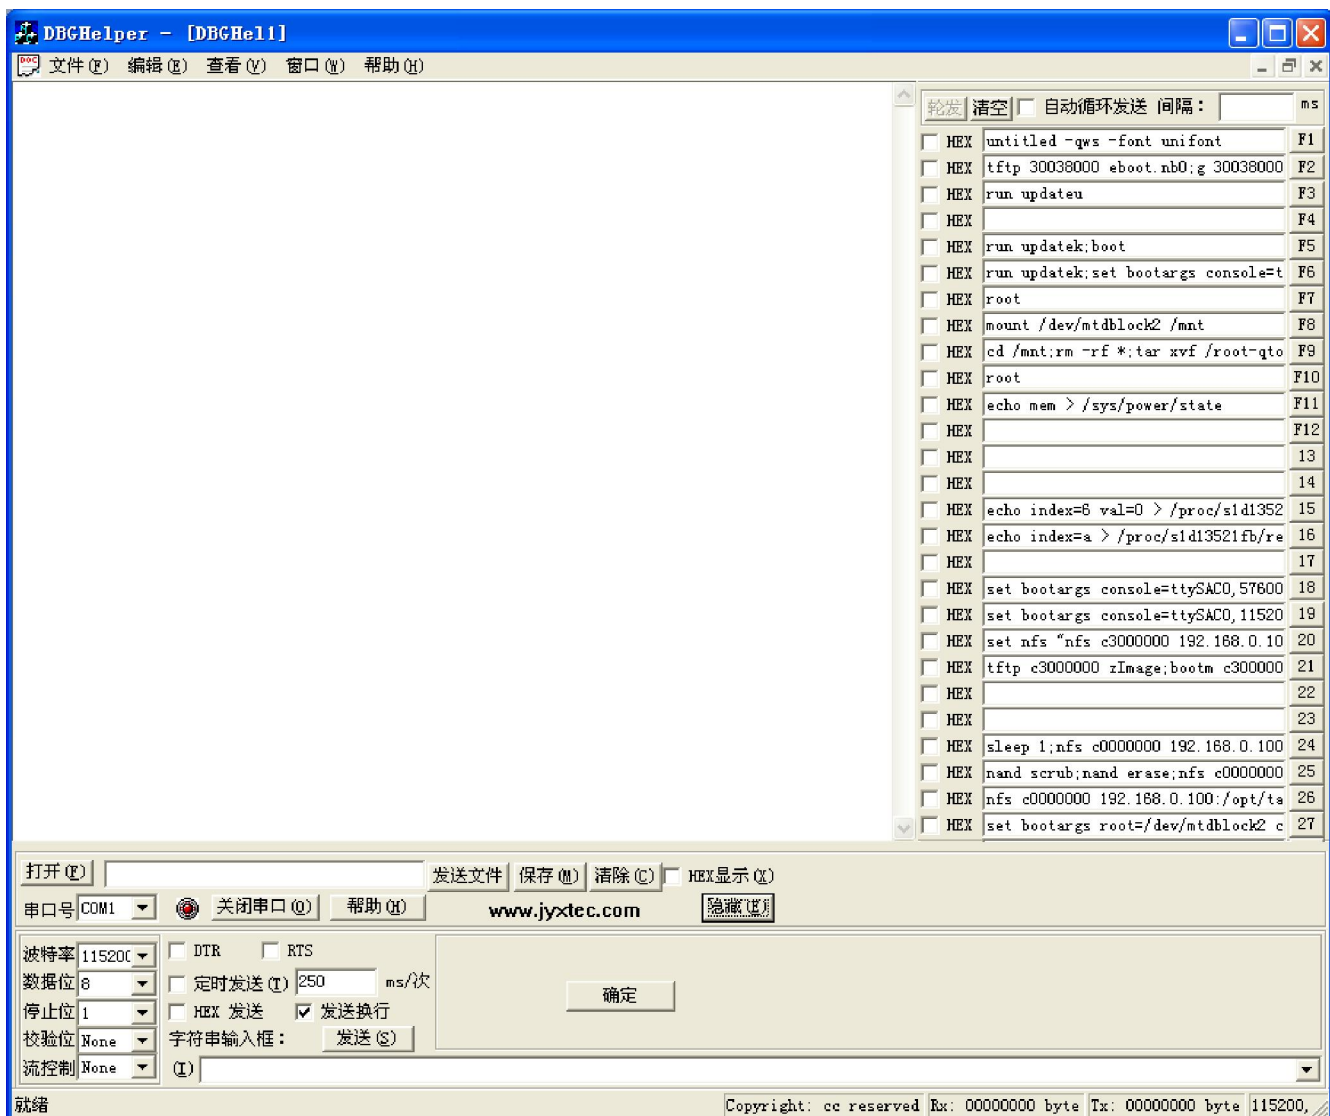 DBGHelper - [DBGHel1]
文件(F) 编辑(E) 查看(V) 窗口(W) 帮助(H)
轮发 清空 自动循环发送 间隔： ms
HEX untitled -qws -font unifont F1
HEX tftp 30038000 eboot.nb0;g 30038000 F2
HEX run updateu F3
HEX F4
HEX run updatek;boot F5
HEX run updatek;set bootargs console=t F6
HEX root F7
HEX mount /dev/mtdblock2 /mnt F8
HEX cd /mnt;rm -rf *;tar xvf /root-qto F9
HEX root F10
HEX echo mem > /sys/power/state F11
HEX F12
HEX 13
HEX 14
HEX echo index=6 val=0 > /proc/s1d1352 15
HEX echo index=a > /proc/s1d13521fb/re 16
HEX 17
HEX set bootargs console=ttySAC0,57600 18
HEX set bootargs console=ttySAC0,11520 19
HEX set nfs "nfs c3000000 192.168.0.10 20
HEX tftp c3000000 zImage;bootm c300000 21
HEX 22
HEX 23
HEX sleep 1;nfs c0000000 192.168.0.100 24
HEX nand scrub;nand erase;nfs c0000000 25
HEX nfs c0000000 192.168.0.100:/opt/ta 26
HEX set bootargs root=/dev/mtdblock2 c 27
打开(F) 发送文件 保存(M) 清除(C) HEX显示(X)
串口号 COM1 关闭串口(O) 帮助(H) www.jyxtec.com 隐藏(E)
波特率 11520 DTR RTS
数据位 8 定时发送(T) 250 ms/次
停止位 1 HEX 发送 发送换行 确定
校验位 None 字符串输入框： 发送(S)
流控制 None (I)
就绪 Copyright: cc reserved Rx: 00000000 byte Tx: 00000000 byte 115200,